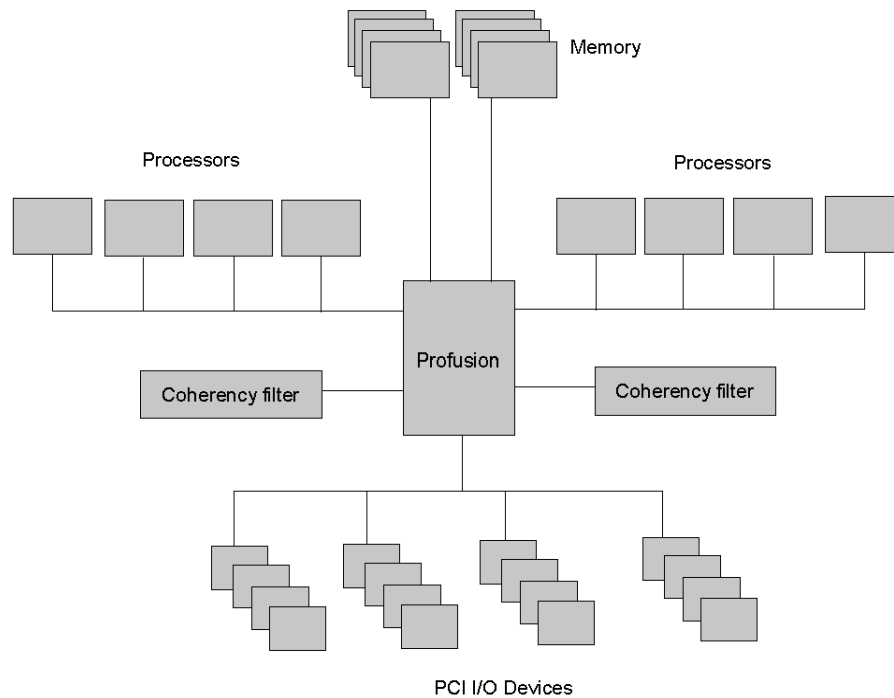 Memory
Processors
Processors
Profusion
Coherency filter
Coherency filter
PCI I/O Devices